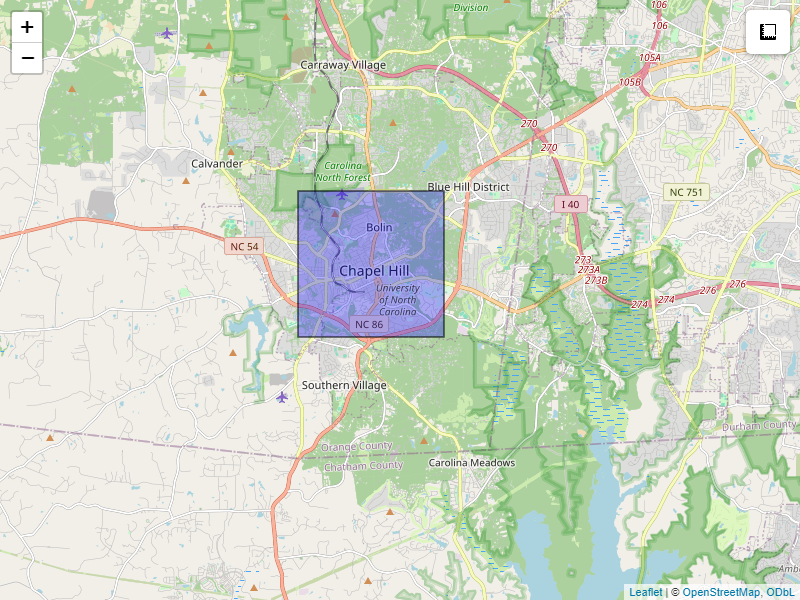 +
−
Division
106
106
Carraway Village
105A
105B
270
270
Calvander
Carolina
North Forest
Blue Hill District
NC 751
I 40
Bolin
NC 54
Chapel Hill
273
273A
273B
University
of North
Carolina
276
276
274
274
NC 86
Southern Village
Durham County
Orange County
Chatham County
Carolina Meadows
Leaflet | © OpenStreetMap, ODbL